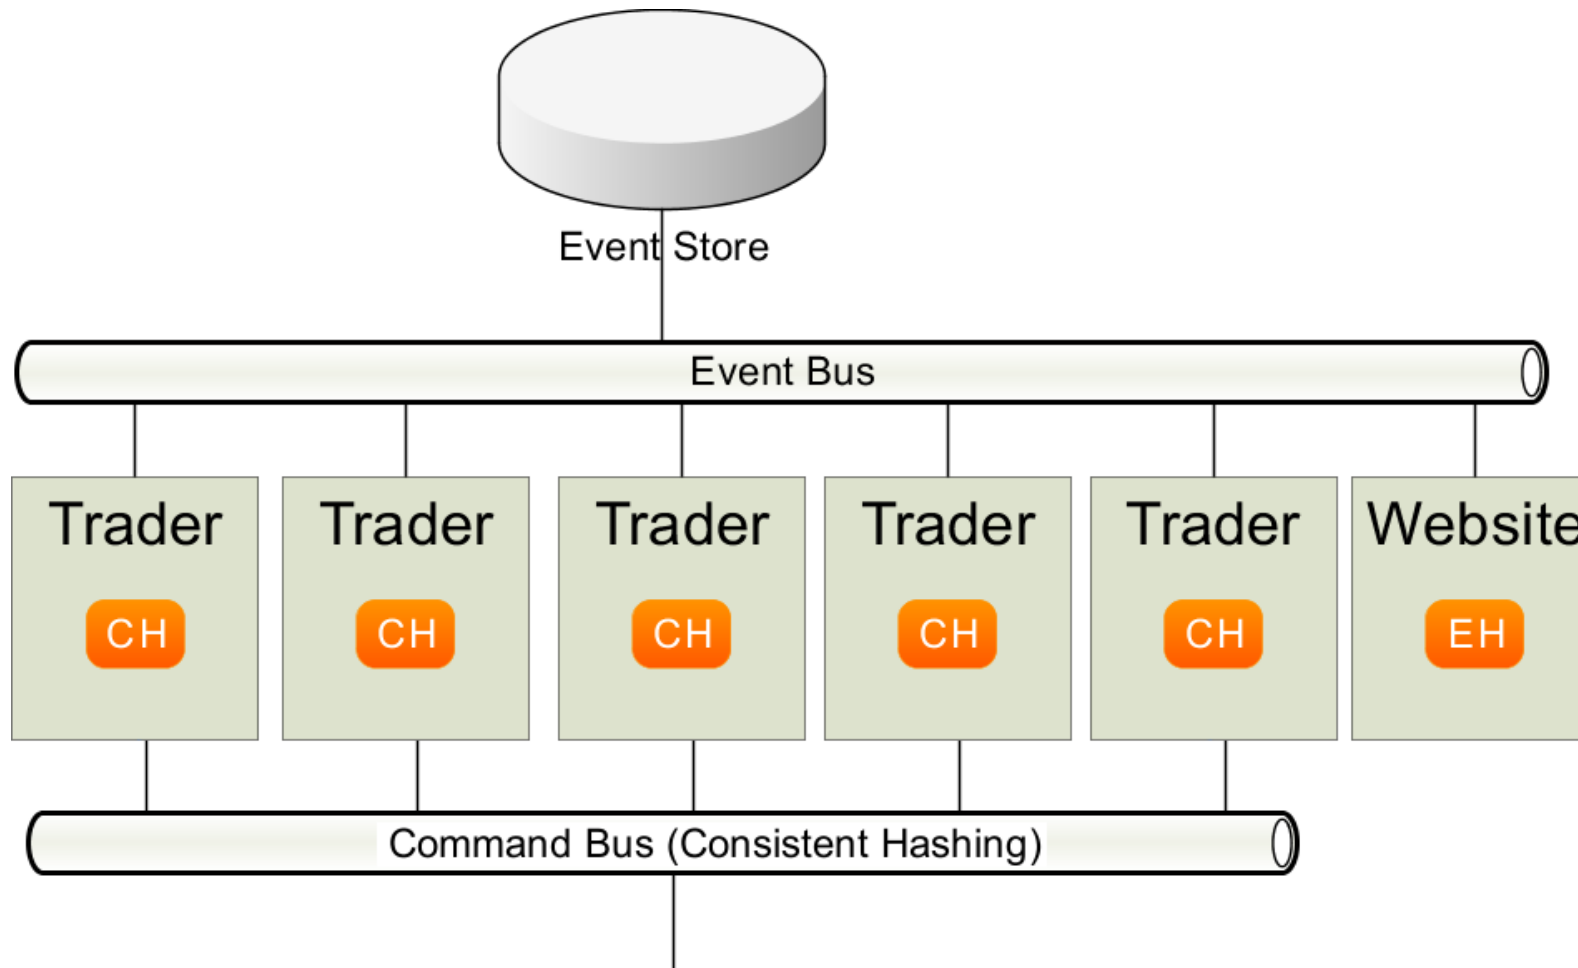 Event Store
Event Bus
Trader
Trader
Trader
Trader
Trader
Website
CH
CH
CH
CH
CH
EH
Command Bus (Consistent Hashing)